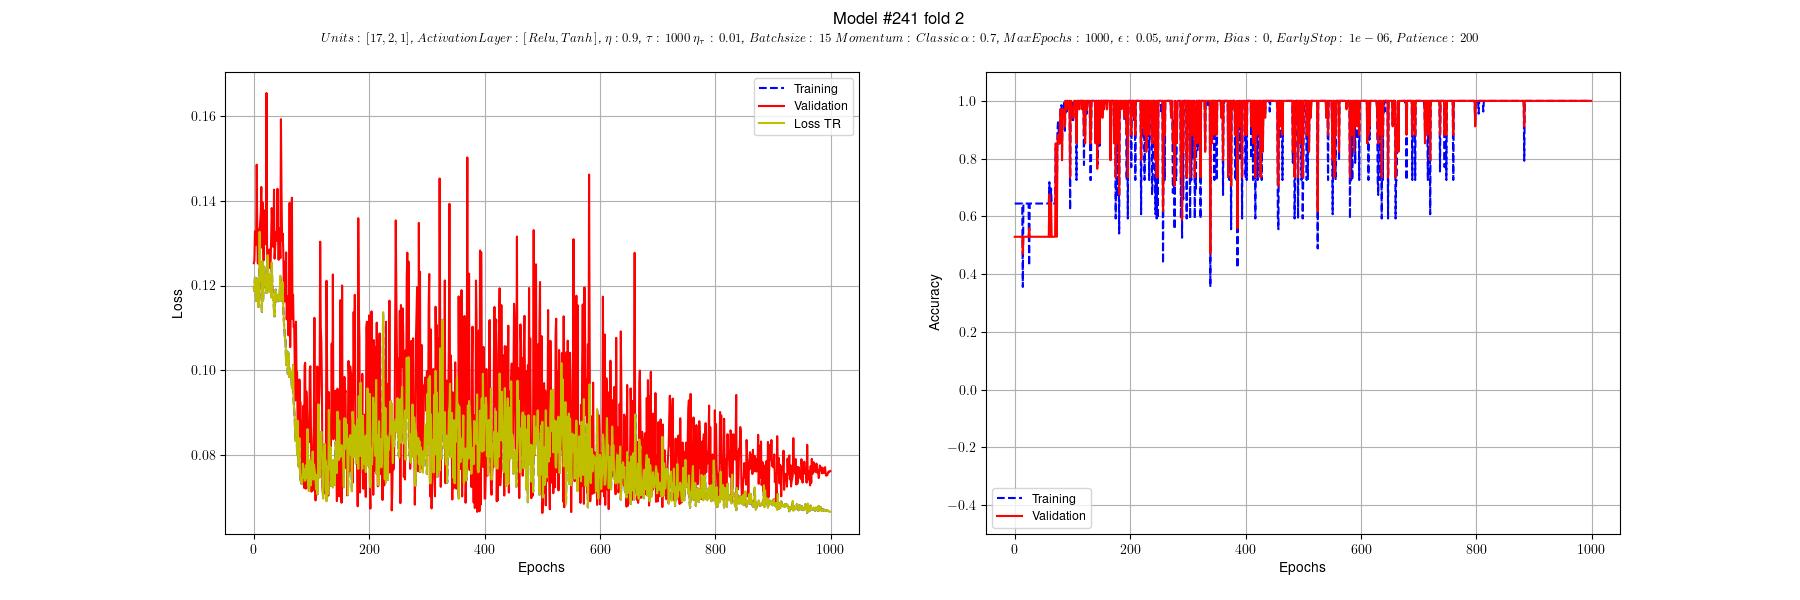 Model #241 fold 2
Units : [17, 2, 1], ActivationLayer : [Relu, Tanh], η : 0.9, τ : 1000 η_τ : 0.01, Batchsize : 15 Momentum : Classic α : 0.7, MaxEpochs : 1000, ϵ : 0.05, uniform, Bias : 0, EarlyStop : 1e − 06, Patience : 200
Training
Validation
Loss TR
0.16
0.14
0.12
0.10
0.08
Loss
0 200 400 600 800 1000
Epochs
1.0
0.8
0.6
0.4
0.2
0.0
−0.2
−0.4
Accuracy
Training
Validation
0 200 400 600 800 1000
Epochs